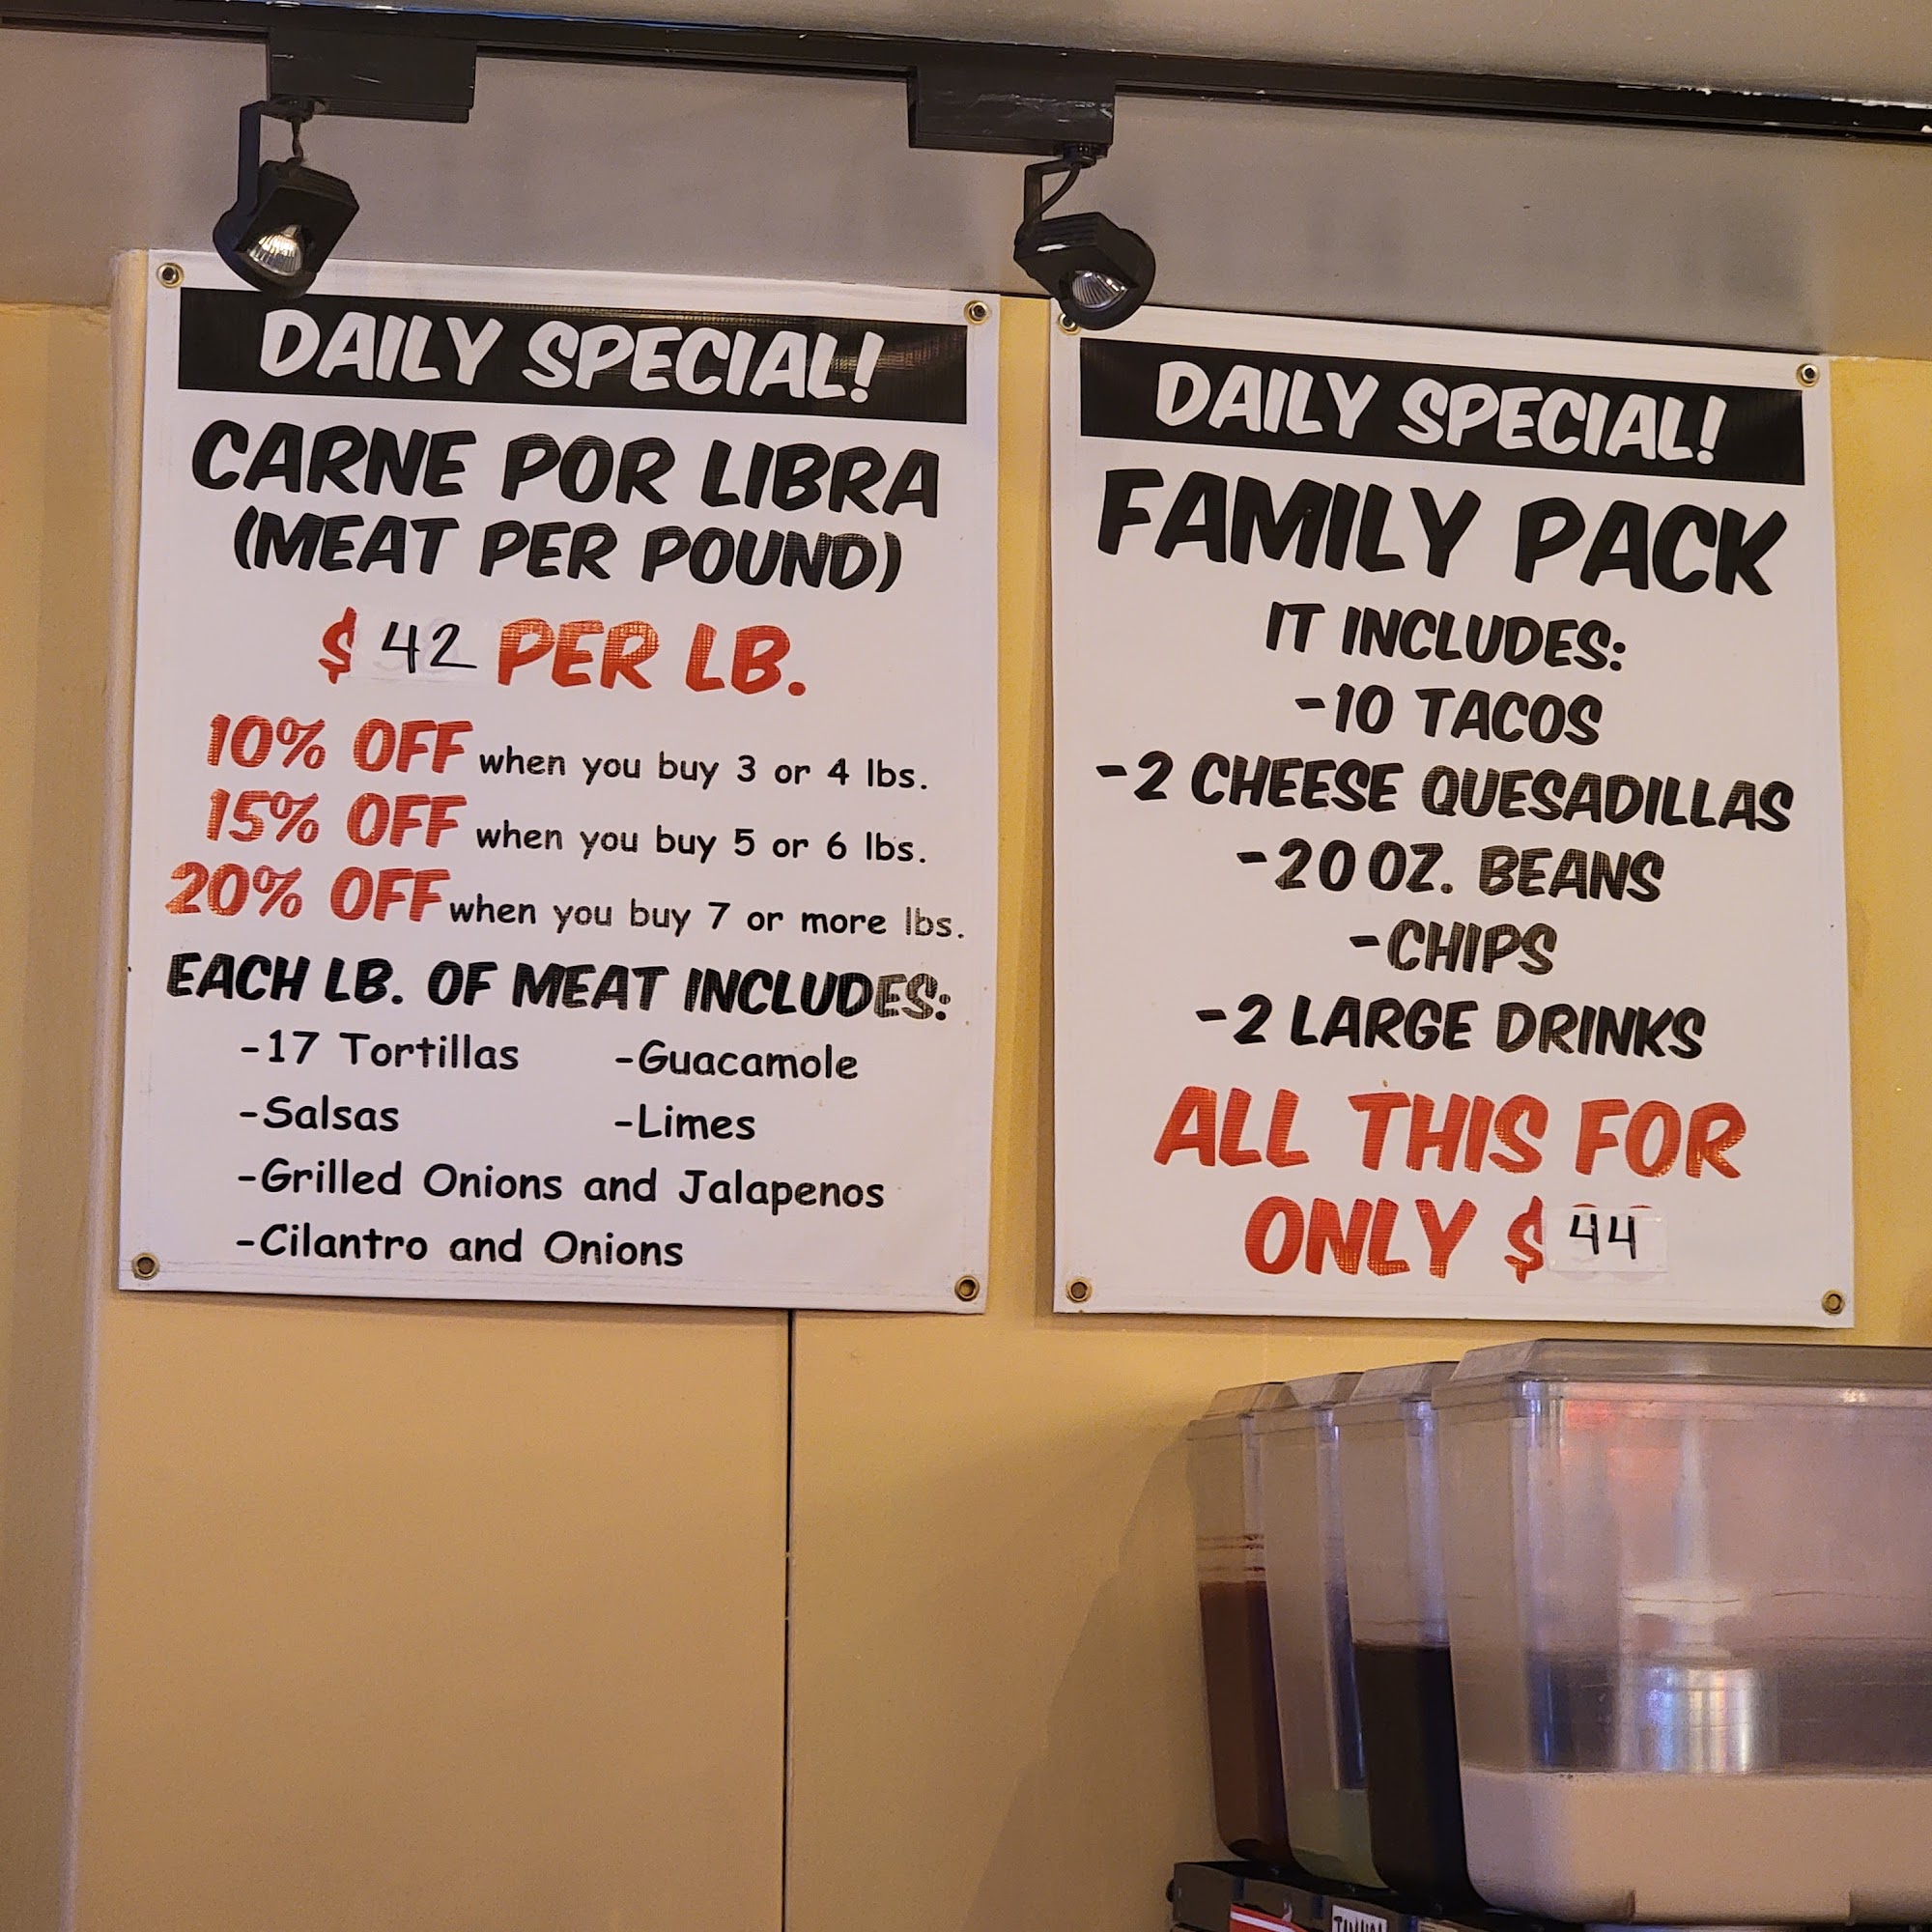 DAILY SPECIAL!
CARNE POR LIBRA
(MEAT PER POUND)
$ 42 PER LB.
10% OFF when you buy 3 or 4 lbs.
15% OFF when you buy 5 or 6 lbs.
20% OFF when you buy 7 or more lbs.
EACH LB. OF MEAT INCLUDES:
-17 Tortillas -Guacamole
-Salsas -Limes
-Grilled Onions and Jalapenos
-Cilantro and Onions
DAILY SPECIAL!
FAMILY PACK
IT INCLUDES:
-10 TACOS
-2 CHEESE QUESADILLAS
-20 OZ. BEANS
-CHIPS
-2 LARGE DRINKS
ALL THIS FOR
ONLY $ 44